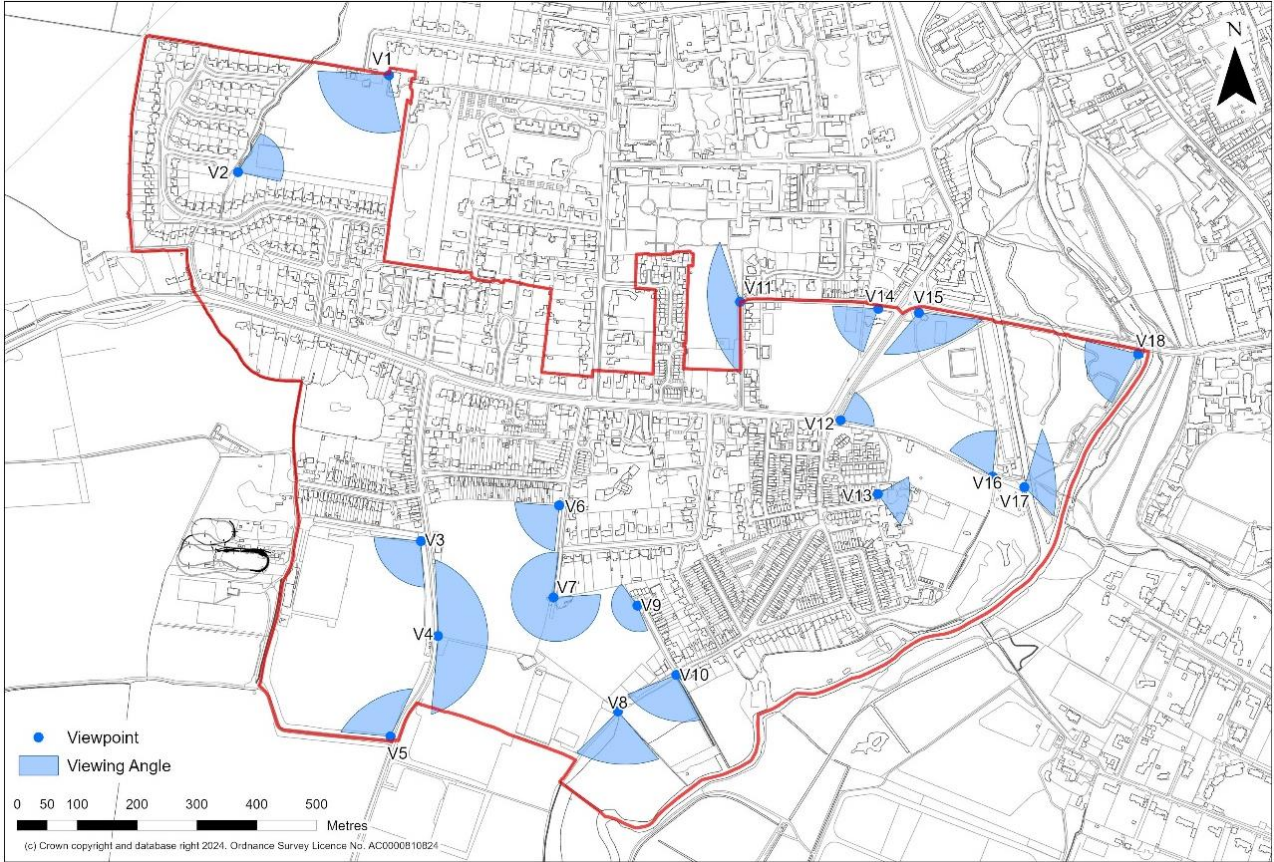 N
V1
V2
V11
V14
V15
V18
V12
V16
V17
V13
V6
V3
V7
V9
V4
V10
V8
V5
Viewpoint
Viewing Angle
0 50 100 200 300 400 500
Metres
(c) Crown copyright and database right 2024. Ordnance Survey Licence No. AC0000810824